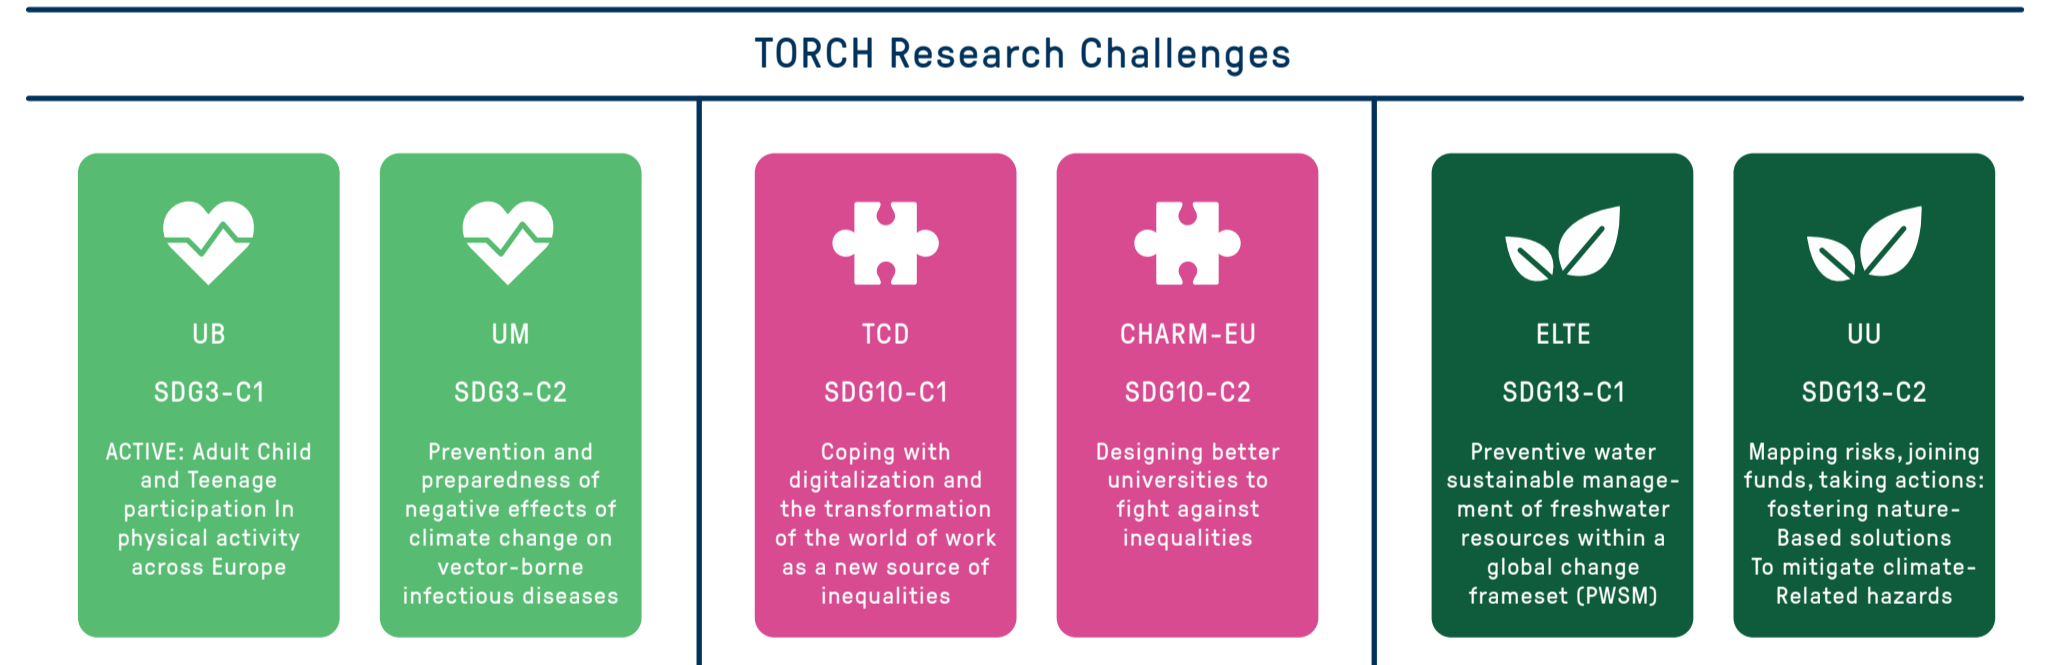 TORCH Research Challenges
UB
SDG3-C1
ACTIVE: Adult Child
and Teenage
participation In
physical activity
across Europe
UM
SDG3-C2
Prevention and
preparedness of
negative effects of
climate change on
vector-borne
infectious diseases
TCD
SDG10-C1
Coping with
digitalization and
the transformation
of the world of work
as a new source of
inequalities
CHARM-EU
SDG10-C2
Designing better
universities to
fight against
inequalities
ELTE
SDG13-C1
Preventive water
sustainable manage-
ment of freshwater
resources within a
global change
frameset (PWSM)
UU
SDG13-C2
Mapping risks, joining
funds, taking actions:
fostering nature-
Based solutions
To mitigate climate-
Related hazards